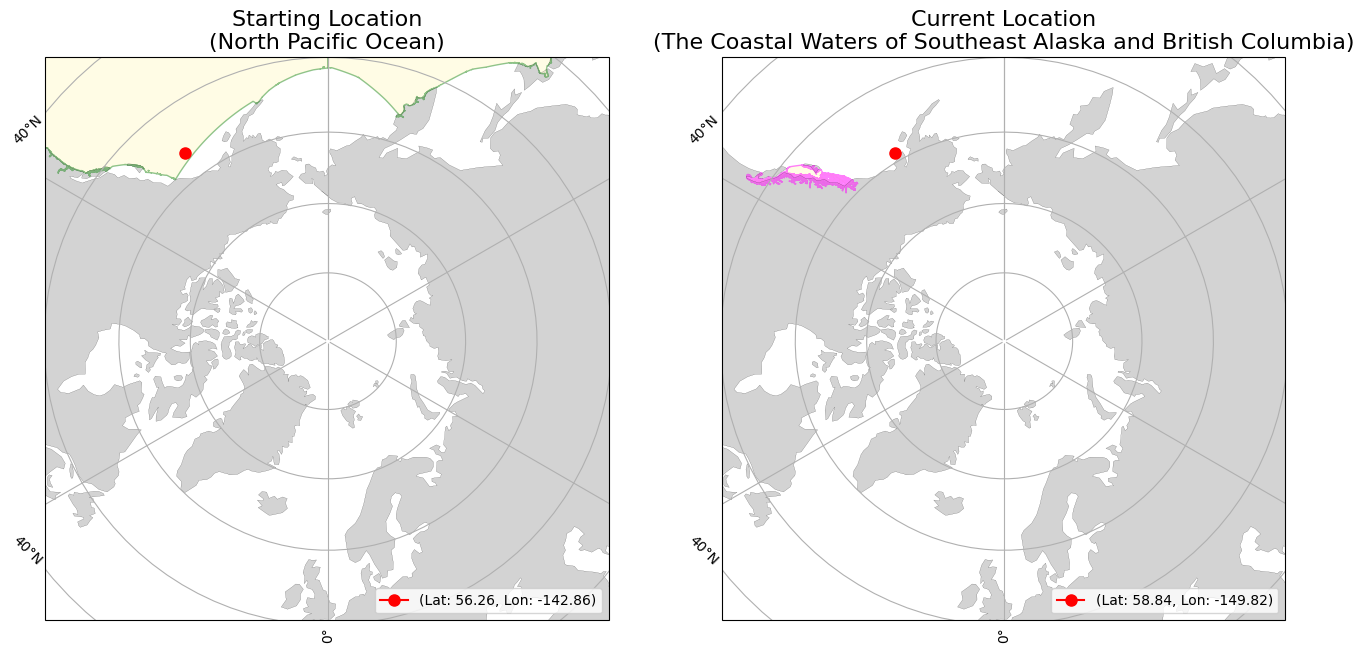 Starting Location
(North Pacific Ocean)
40°N
40°N
0°
(Lat: 56.26, Lon: -142.86)
Current Location
(The Coastal Waters of Southeast Alaska and British Columbia)
40°N
40°N
0°
(Lat: 58.84, Lon: -149.82)